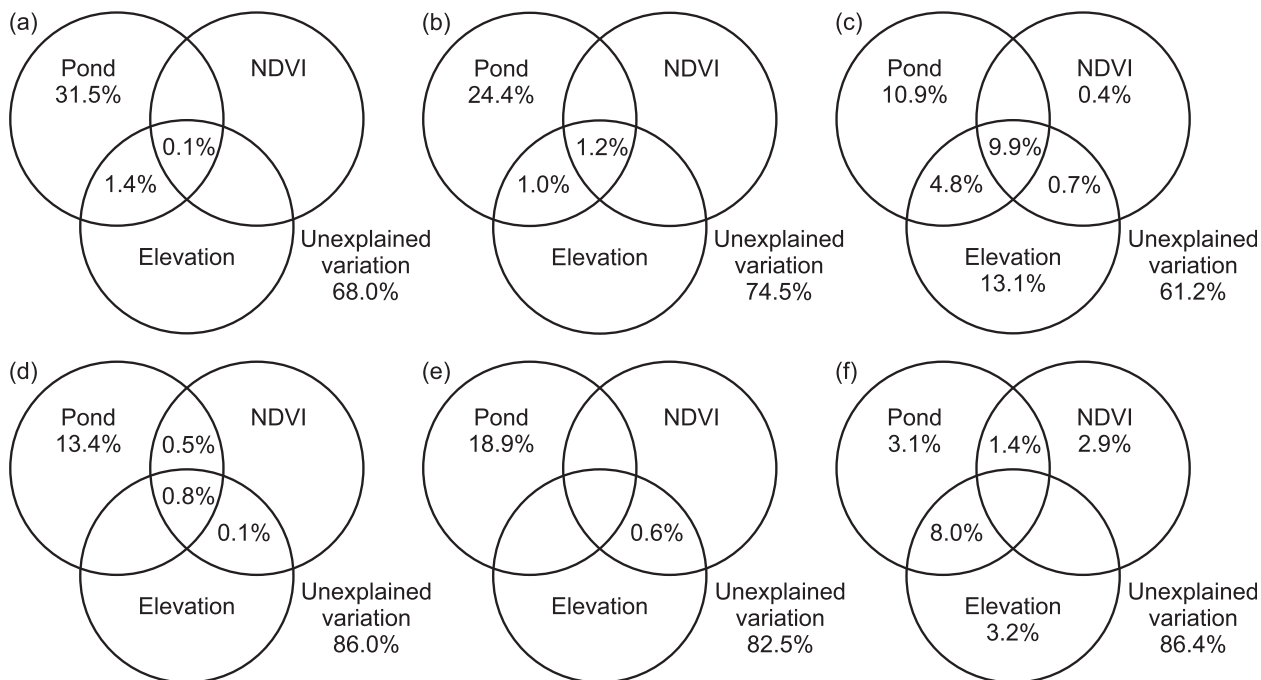 (a)
Pond
31.5%
NDVI
0.1%
1.4%
Elevation
Unexplained
variation
68.0%
(b)
Pond
24.4%
NDVI
1.2%
1.0%
Elevation
Unexplained
variation
74.5%
(c)
Pond
10.9%
NDVI
0.4%
9.9%
4.8%
0.7%
Elevation
13.1%
Unexplained
variation
61.2%
(d)
Pond
13.4%
0.5%
NDVI
0.8%
0.1%
Elevation
Unexplained
variation
86.0%
(e)
Pond
18.9%
NDVI
0.6%
Elevation
Unexplained
variation
82.5%
(f)
Pond
3.1%
1.4%
NDVI
2.9%
8.0%
Elevation
3.2%
Unexplained
variation
86.4%